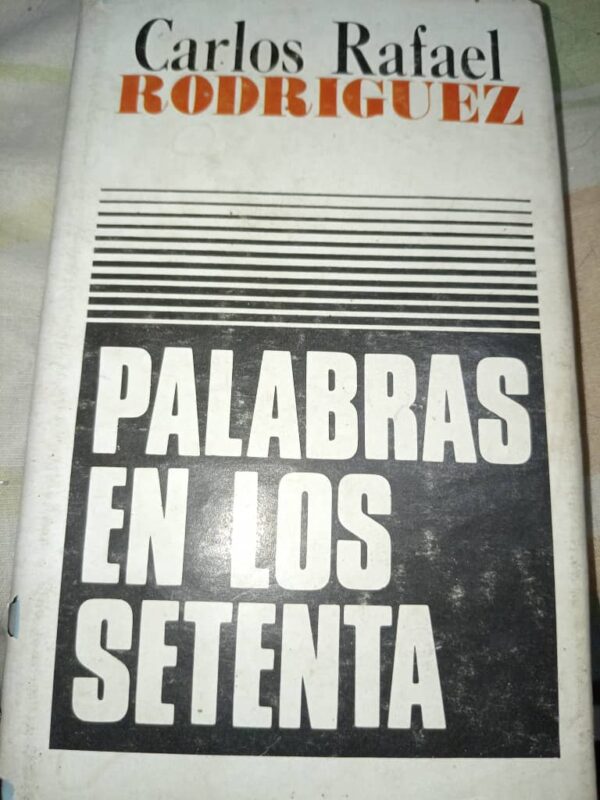 Carlos Rafael
RODRIGUEZ
PALABRAS
EN LOS
SETENTA